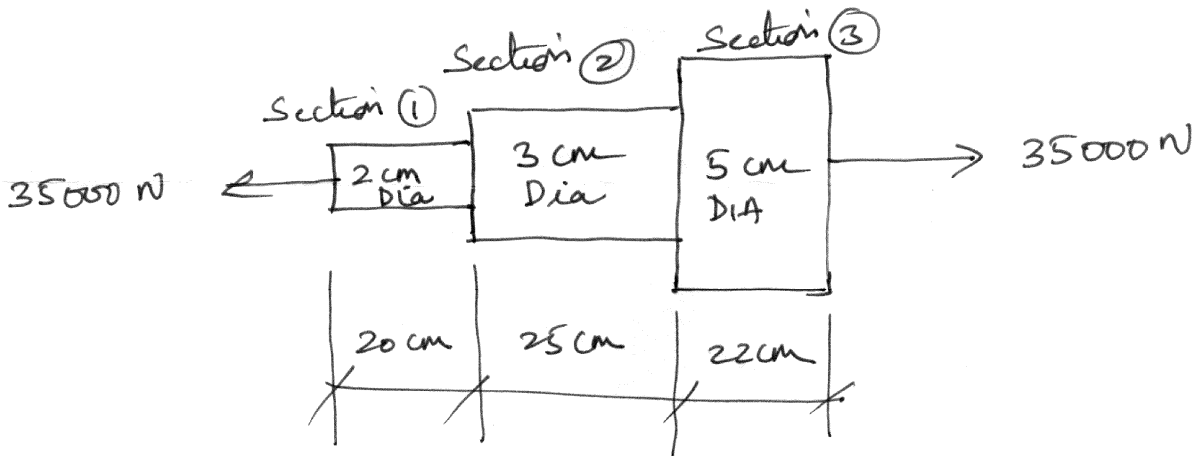 Section ③
Section ②
Section ①
35000 N
2 cm
Dia
3 cm
Dia
5 cm
DIA
35000 N
20 cm
25 cm
22 cm